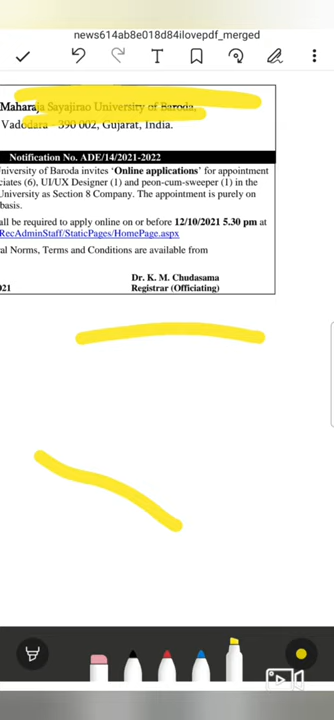 news614ab8e018d84ilovepdf_merged
Maharaja Sayajirao University of Baroda,
Vadodara – 390 002, Gujarat, India.
Notification No. ADE/14/2021-2022
University of Baroda invites ‘Online applications’ for appointment
ciates (6), UI/UX Designer (1) and peon-cum-sweeper (1) in the
University as Section 8 Company. The appointment is purely on
basis.
all be required to apply online on or before 12/10/2021 5.30 pm at
RecAdminStaff/StaticPages/HomePage.aspx
al Norms, Terms and Conditions are available from
Dr. K. M. Chudasama
021 Registrar (Officiating)